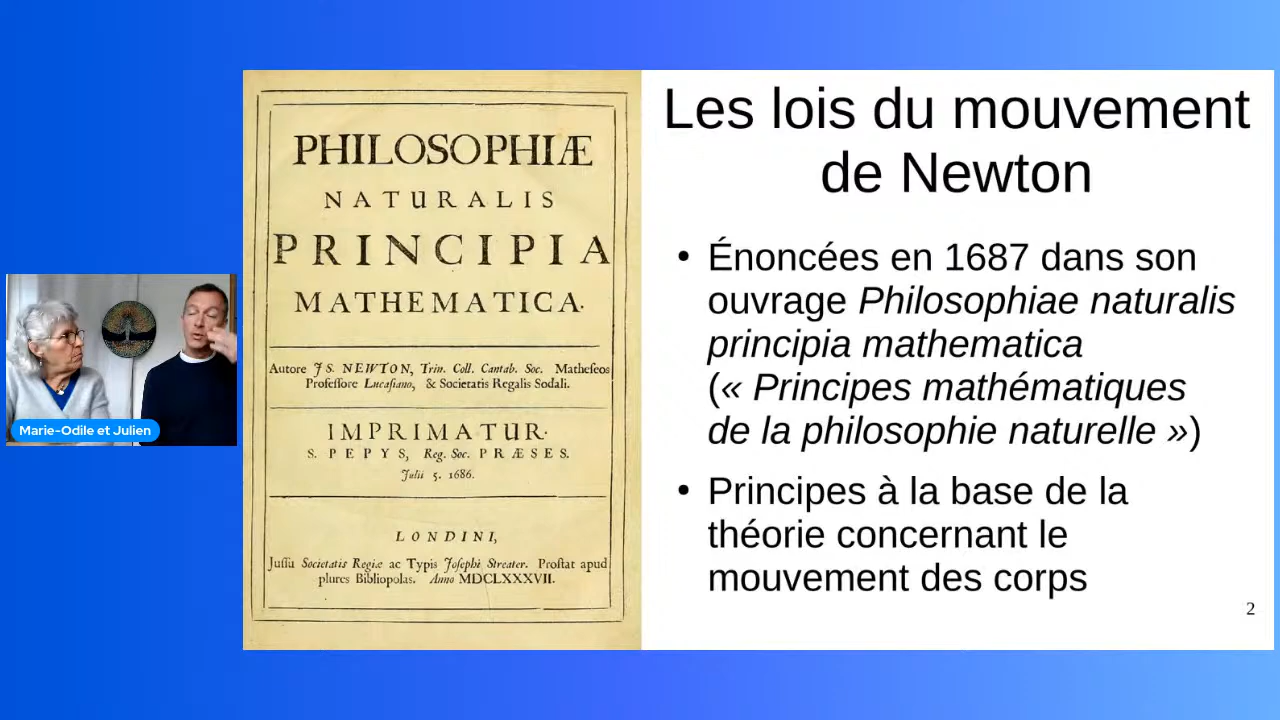 PHILOSOPHIÆ
NATURALIS
PRINCIPIA
MATHEMATICA.
Autore JS. NEWTON, Trin. Coll. Cantab. Soc. Matheseos
Professore Lucasiano, & Societatis Regalis Sodali.
IMPRIMATUR.
S. PEPYS, Reg. Soc. PRÆSES.
Julii 5. 1686.
LONDINI,
Jussu Societatis Regiæ ac Typis Josephi Streater. Prostat apud
plures Bibliopolas. Anno MDCLXXXVII.
Les lois du mouvement
de Newton
• Énoncées en 1687 dans son
ouvrage Philosophiae naturalis
principia mathematica
(« Principes mathématiques
de la philosophie naturelle »)
• Principes à la base de la
théorie concernant le
mouvement des corps
2
Marie-Odile et Julien